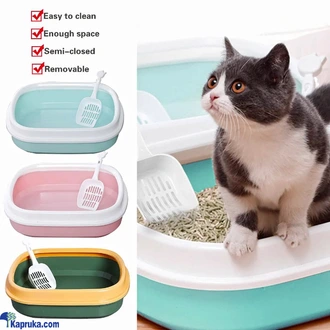 Easy to clean
Enough space
Semi-closed
Removable
Kapruka.com